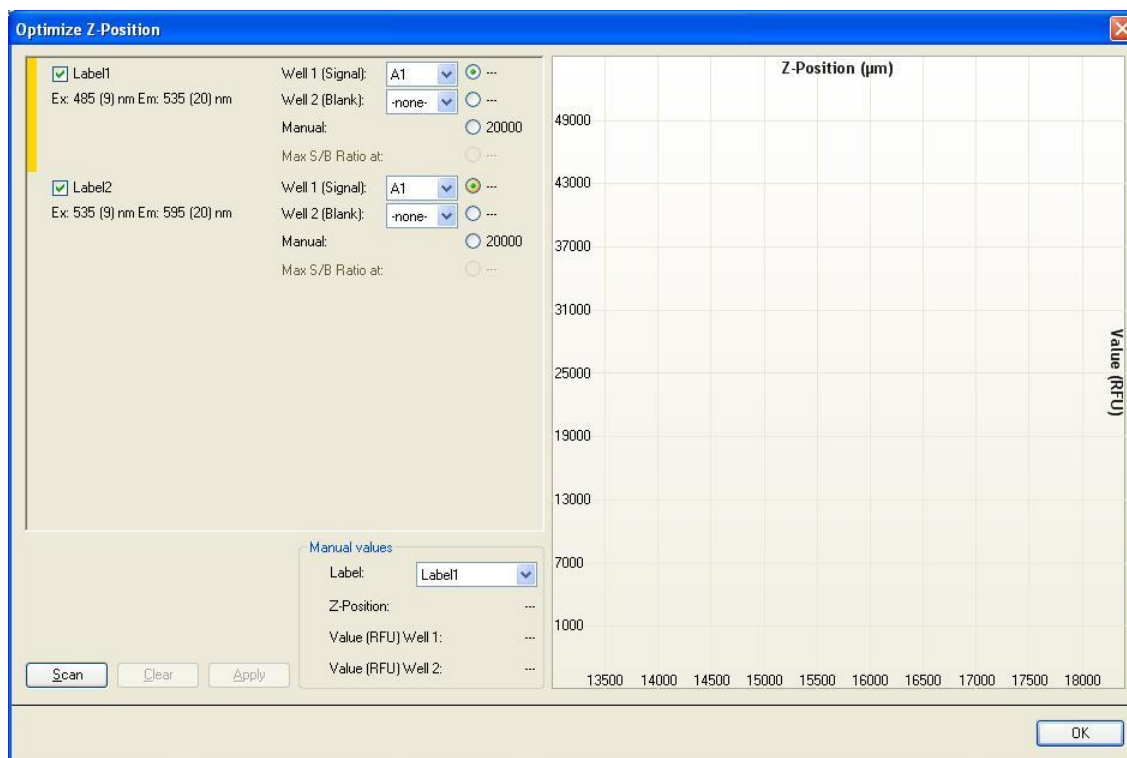 Optimize Z-Position
Label1
Well 1 (Signal): A1 ---
Ex: 485 (9) nm Em: 535 (20) nm
Well 2 (Blank): -none- ---
Manual: 20000
Max S/B Ratio at: ---
Label2
Well 1 (Signal): A1 ---
Ex: 535 (9) nm Em: 595 (20) nm
Well 2 (Blank): -none- ---
Manual: 20000
Max S/B Ratio at: ---
Manual values
Label: Label1
Z-Position: ---
Value (RFU) Well 1: ---
Value (RFU) Well 2: ---
Scan Clear Apply
Z-Position (µm)
49000
43000
37000
31000
25000
19000
13000
7000
1000
Value (RFU)
13500 14000 14500 15000 15500 16000 16500 17000 17500 18000
OK